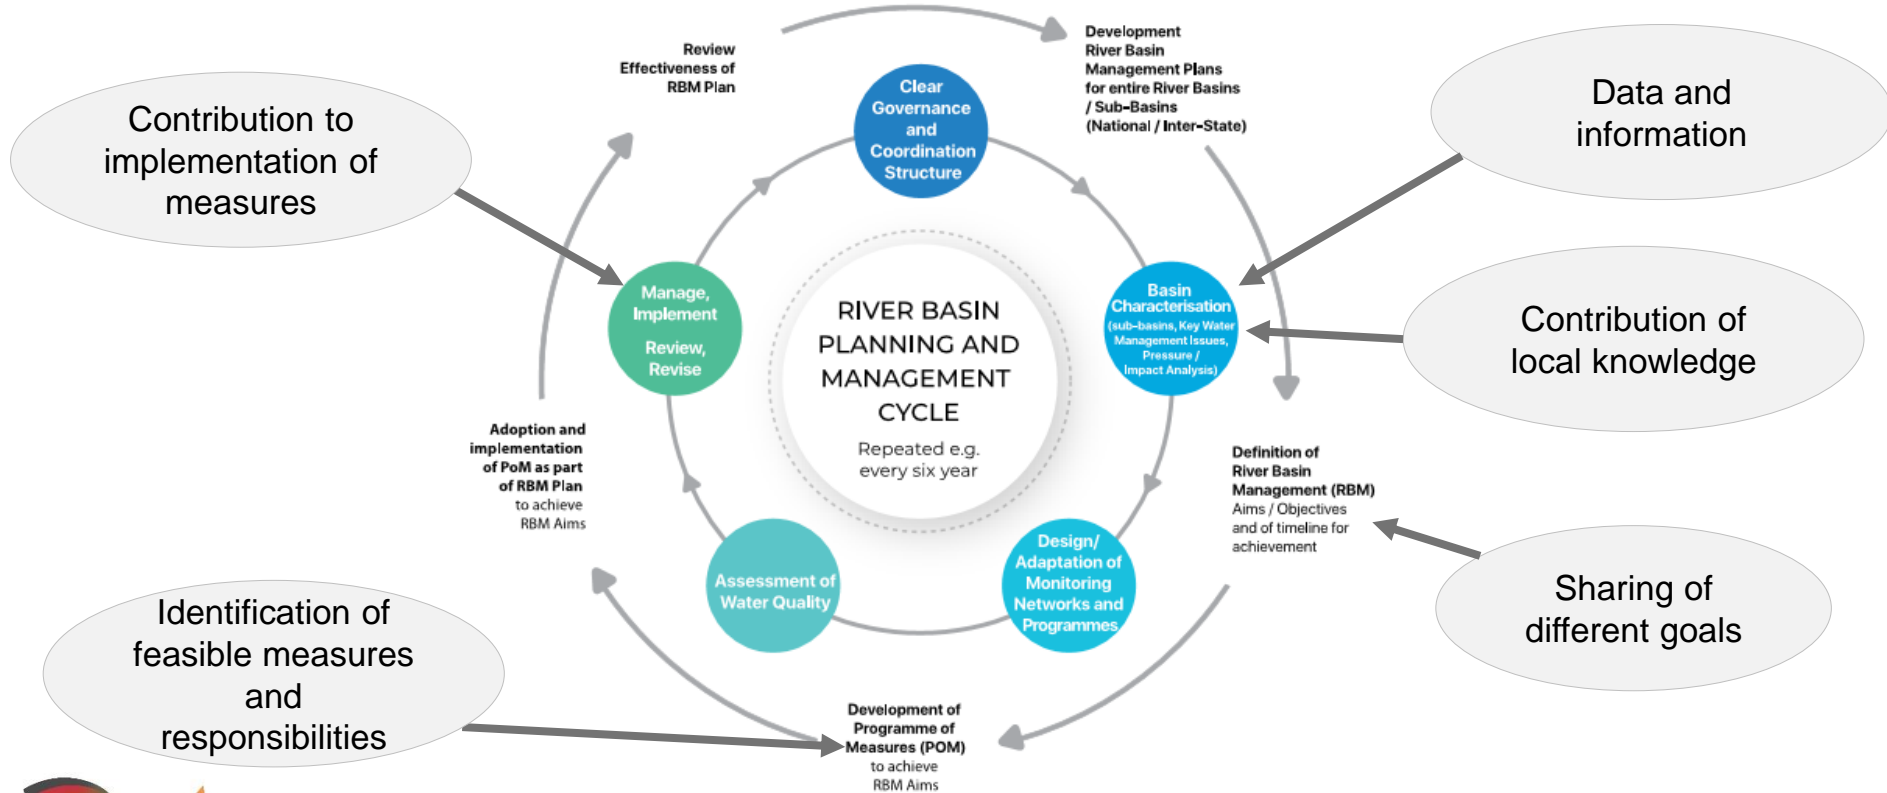 Review
Effectiveness of
RBM Plan
Development
River Basin
Management Plans
for entire River Basins
/ Sub-Basins
(National / Inter-State)
Contribution to
implementation of
measures
Clear
Governance
and
Coordination
Structure
Data and
information
Manage,
Implement
Review,
Revise
RIVER BASIN
PLANNING AND
MANAGEMENT
CYCLE
Repeated e.g.
every six year
Basin
Characterisation
(sub-basins, Key Water
Management Issues,
Pressure /
Impact Analysis)
Contribution of
local knowledge
Adoption and
implementation
of PoM as part
of RBM Plan
to achieve
RBM Aims
Definition of
River Basin
Management (RBM)
Aims / Objectives
and of timeline for
achievement
Assessment of
Water Quality
Design/
Adaptation of
Monitoring
Networks and
Programmes
Sharing of
different goals
Identification of
feasible measures
and
responsibilities
Development of
Programme of
Measures (POM)
to achieve
RBM Aims